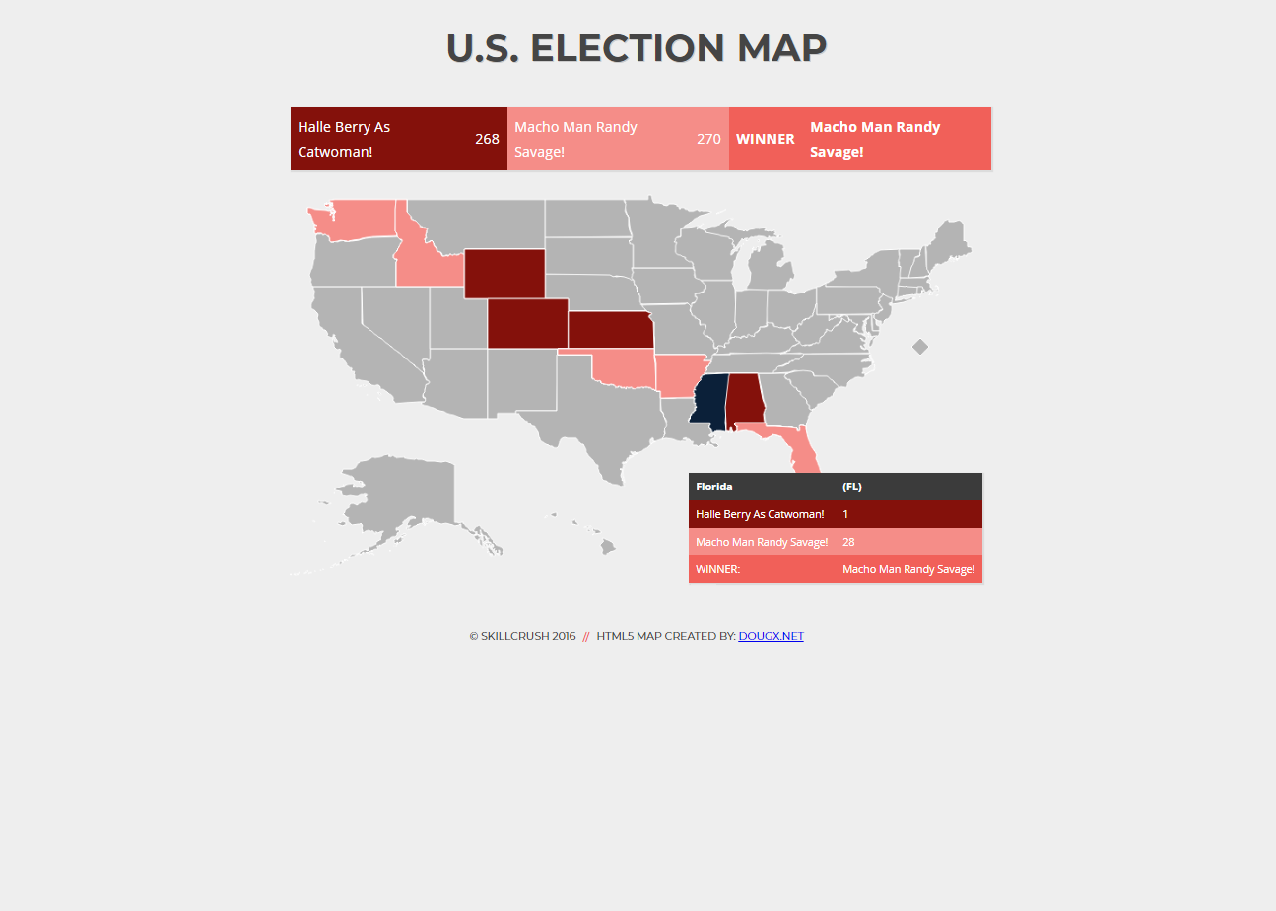 U.S. ELECTION MAP
Halle Berry As
Catwoman!
268
Macho Man Randy
Savage!
270
WINNER
Macho Man Randy
Savage!
Florida (FL)
Halle Berry As Catwoman! 1
Macho Man Randy Savage! 28
WINNER: Macho Man Randy Savage!
© SKILLCRUSH 2016 // HTML5 MAP CREATED BY: DOUGX.NET